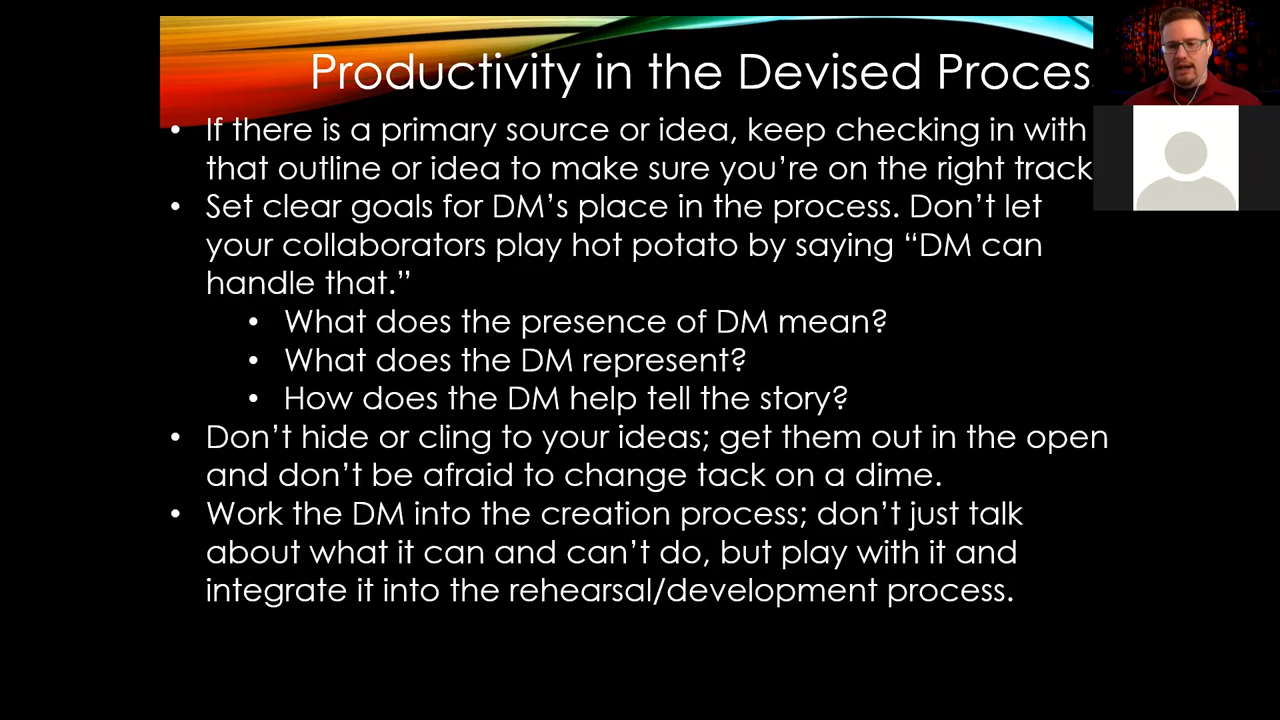 Productivity in the Devised Proces
• If there is a primary source or idea, keep checking in with
that outline or idea to make sure you’re on the right track
• Set clear goals for DM’s place in the process. Don’t let
your collaborators play hot potato by saying “DM can
handle that.”
• What does the presence of DM mean?
• What does the DM represent?
• How does the DM help tell the story?
• Don’t hide or cling to your ideas; get them out in the open
and don’t be afraid to change tack on a dime.
• Work the DM into the creation process; don’t just talk
about what it can and can’t do, but play with it and
integrate it into the rehearsal/development process.